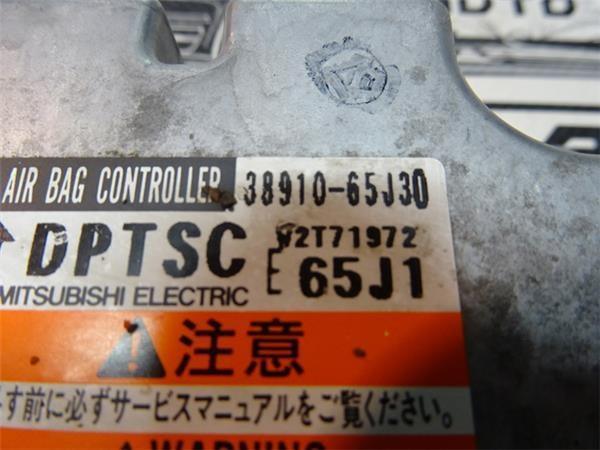 AIR BAG CONTROLLER 38910-65J30
DPTSC W2T71972
MITSUBISHI ELECTRIC E 65J1
注意
す前に必ずサービスマニュアルをご覧ください。
WARNING